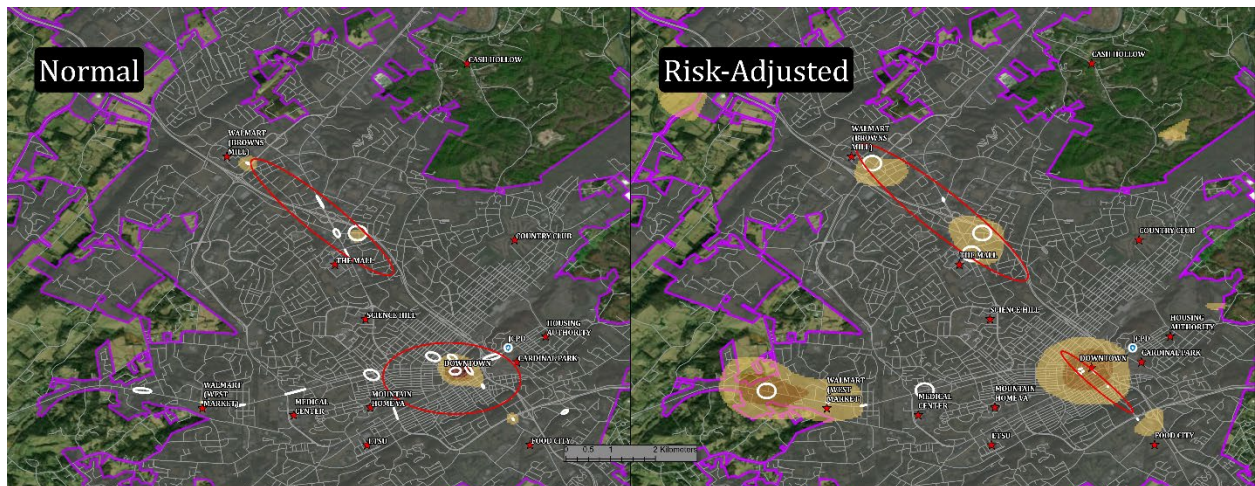 Normal
CASH HOLLOW
WALMART
(BROWNS
MILL)
COUNTRY CLUB
THE MALL
SCIENCE HILL
HOUSING
AUTHORITY
JCPD
DOWNTOWN
CARDINAL PARK
WALMART
(WEST
MARKET)
MEDICAL
CENTER
MOUNTAIN
HOME VA
ETSU
FOOD CITY
0 0.5 1 2 Kilometers
Risk-Adjusted
CASH HOLLOW
WALMART
(BROWNS
MILL)
COUNTRY CLUB
THE MALL
SCIENCE HILL
HOUSING
AUTHORITY
JCPD
DOWNTOWN
CARDINAL PARK
WALMART
(WEST
MARKET)
MEDICAL
CENTER
MOUNTAIN
HOME VA
ETSU
FOOD CITY